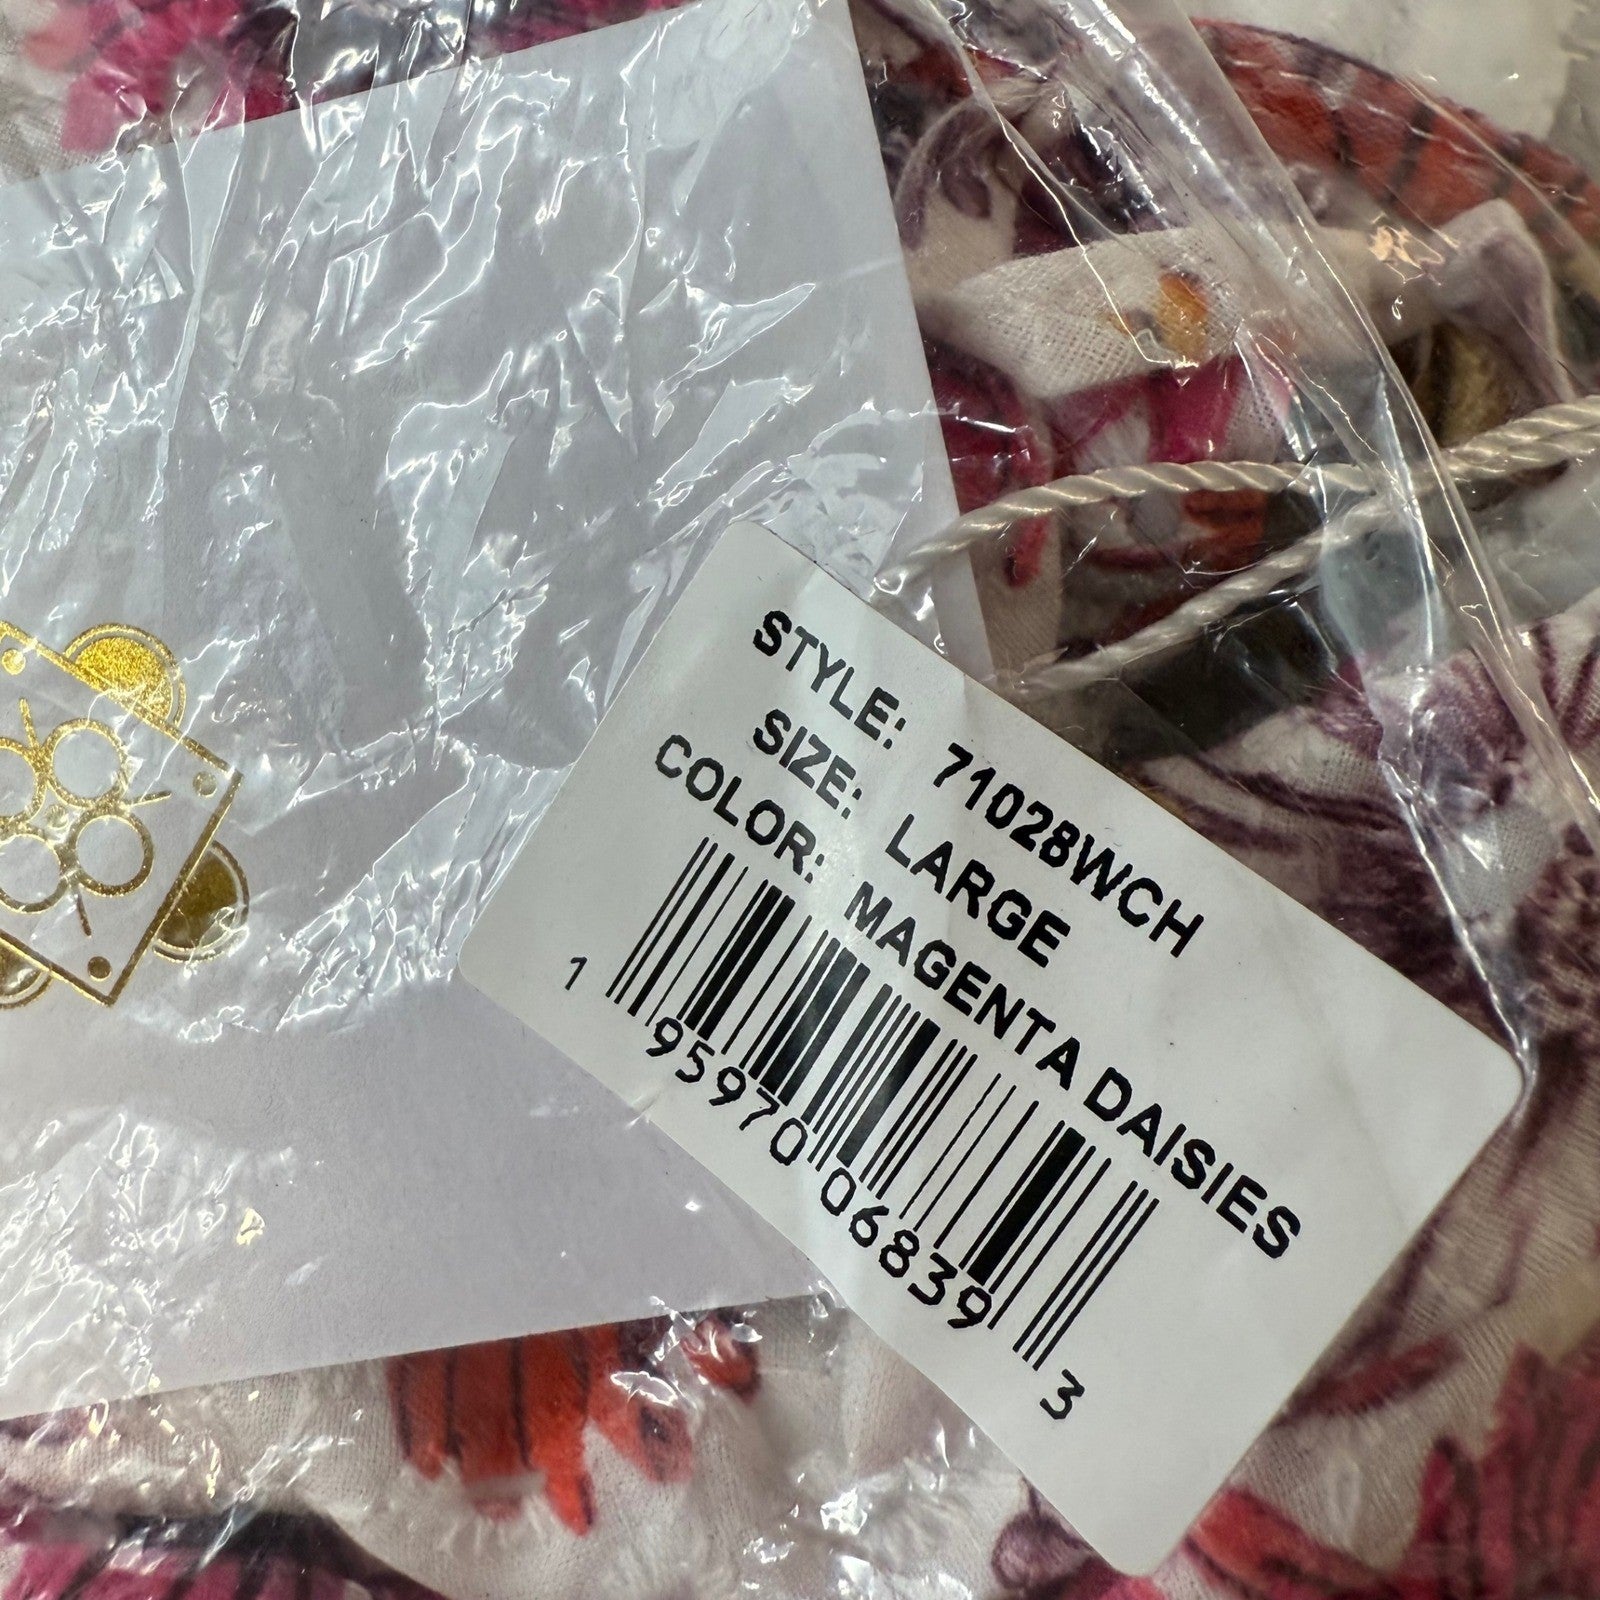 STYLE: 71028WCH
SIZE: LARGE
COLOR: MAGENTA DAISIES
1 95970 06839 3